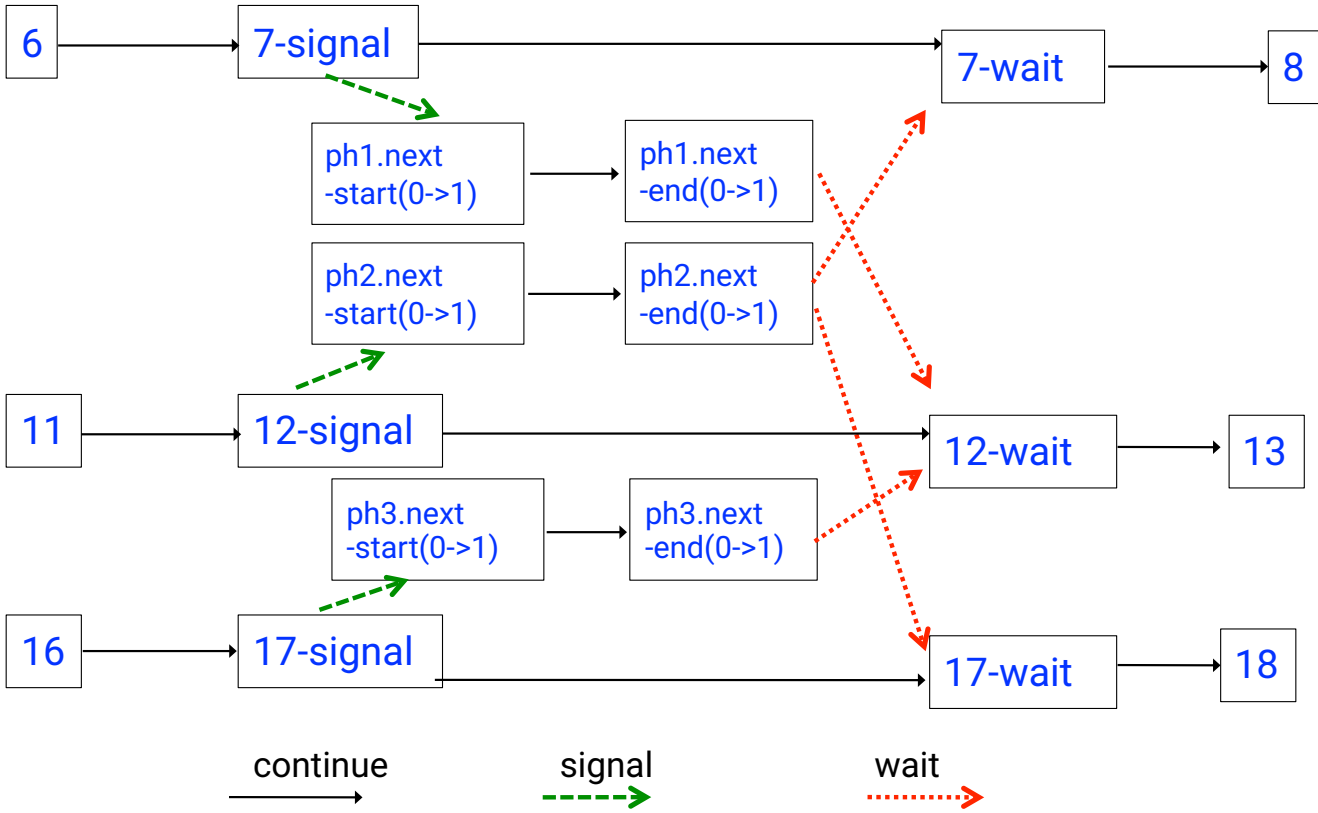 6
7-signal
7-wait
8
ph1.next
-start(0->1)
ph1.next
-end(0->1)
ph2.next
-start(0->1)
ph2.next
-end(0->1)
11
12-signal
12-wait
13
ph3.next
-start(0->1)
ph3.next
-end(0->1)
16
17-signal
17-wait
18
continue
signal
wait